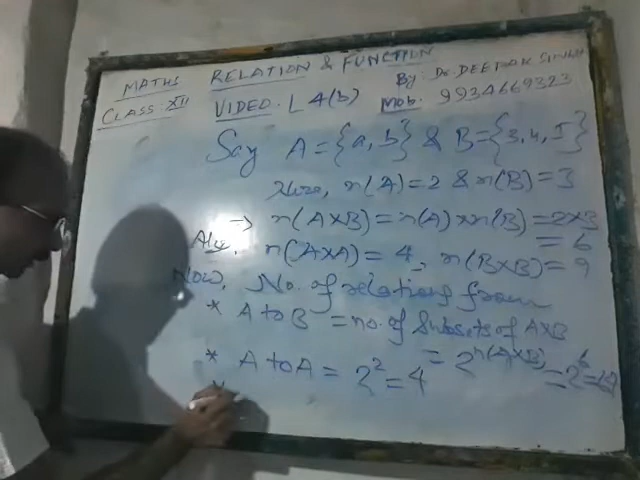 MATHS RELATION & FUNCTION
By: Dr. DEEPAK SINGH
CLASS: XII VIDEO: L 4(b) Mob. 9934669323
Say A = {a, b} & B = {3, 4, 5}
Here, n(A) = 2 & n(B) = 3
→ n(A×B) = n(A) × n(B) = 2×3
= 6
Also, n(A×A) = 4, n(B×B) = 9
Now, No. of relations from
* A to B = no. of subsets of A×B
= 2^n(A×B) = 2^6 =
* A to A = 2^2 = 4